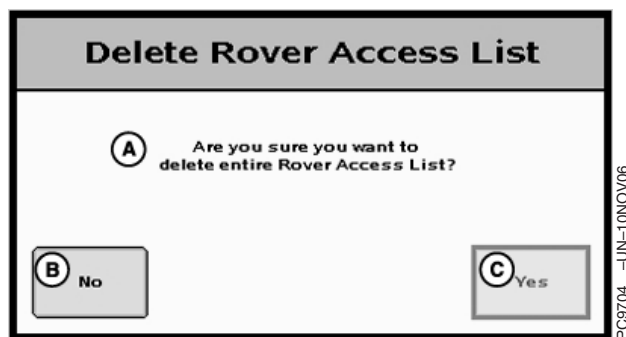 Delete Rover Access List
A
Are you sure you want to
delete entire Rover Access List?
B
No
C
Yes
PC9704 –UN–10NOV06